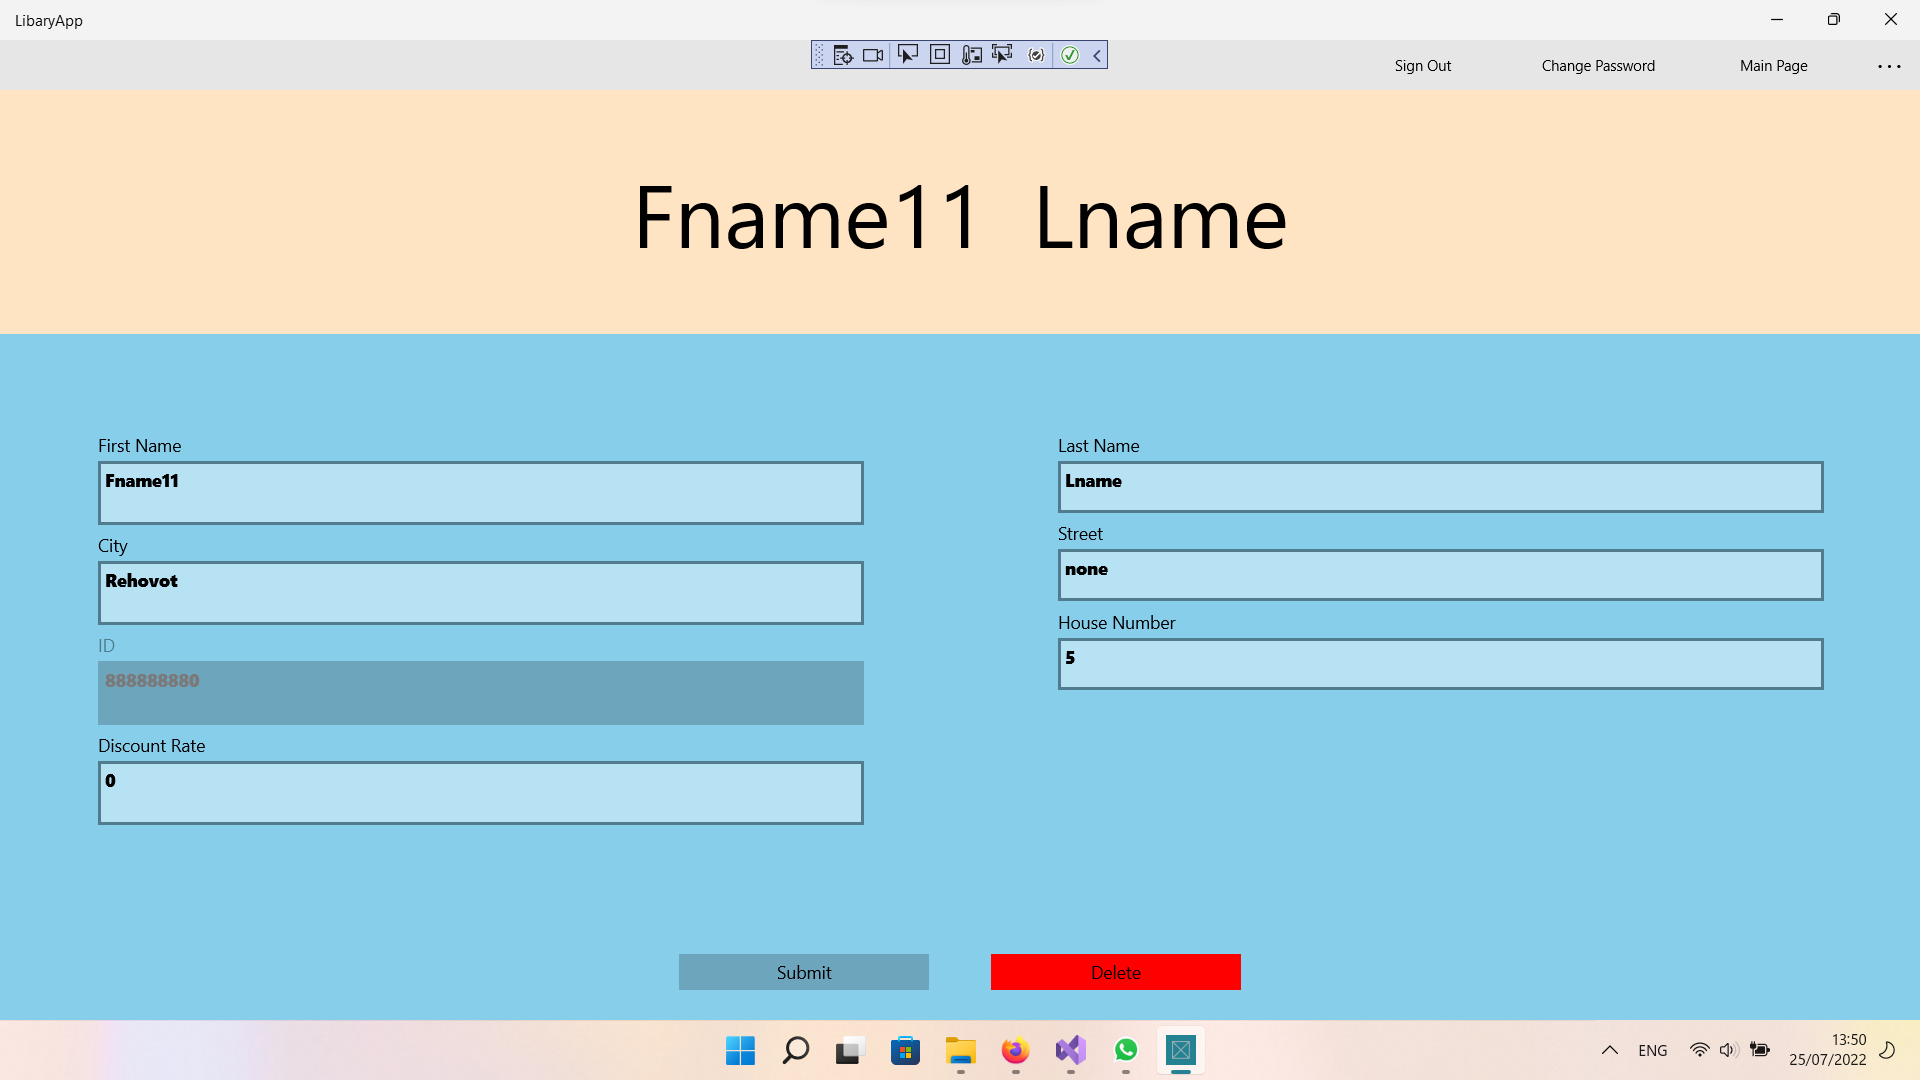 LibaryApp
Sign Out Change Password Main Page
Fname11 Lname
First Name
Fname11
City
Rehovot
ID
888888880
Discount Rate
0
Last Name
Lname
Street
none
House Number
5
Submit Delete
ENG
13:50
25/07/2022